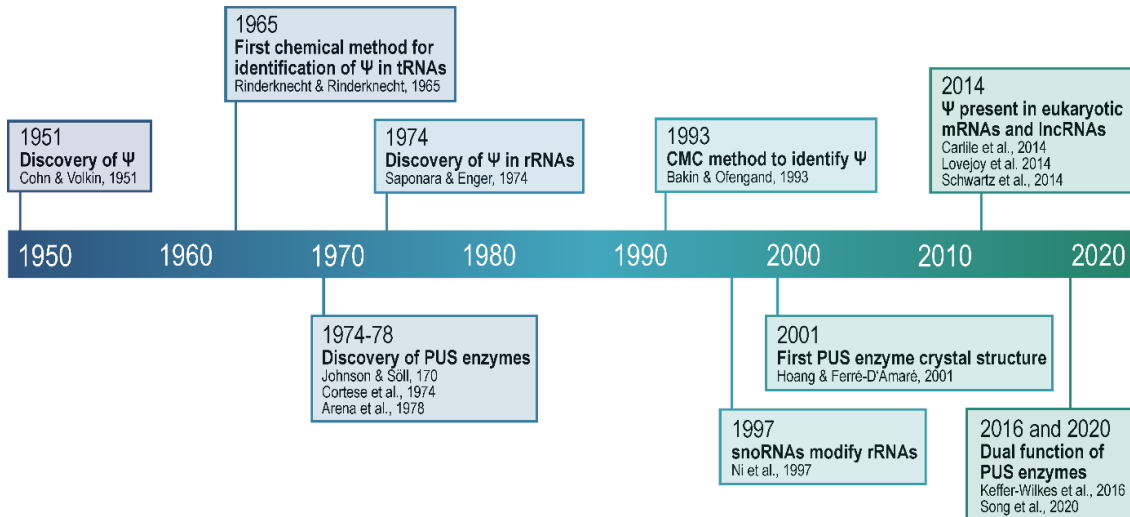 1965
First chemical method for
identification of Ψ in tRNAs
Rinderknecht & Rinderknecht, 1965
2014
Ψ present in eukaryotic
mRNAs and lncRNAs
Carlile et al., 2014
Lovejoy et al. 2014
Schwartz et al., 2014
1951
Discovery of Ψ
Cohn & Volkin, 1951
1974
Discovery of Ψ in rRNAs
Saponara & Enger, 1974
1993
CMC method to identify Ψ
Bakin & Ofengand, 1993
1950 1960 1970 1980 1990 2000 2010 2020
1974-78
Discovery of PUS enzymes
Johnson & Söll, 170
Cortese et al., 1974
Arena et al., 1978
2001
First PUS enzyme crystal structure
Hoang & Ferré-D'Amaré, 2001
1997
snoRNAs modify rRNAs
Ni et al., 1997
2016 and 2020
Dual function of
PUS enzymes
Keffer-Wilkes et al., 2016
Song et al., 2020